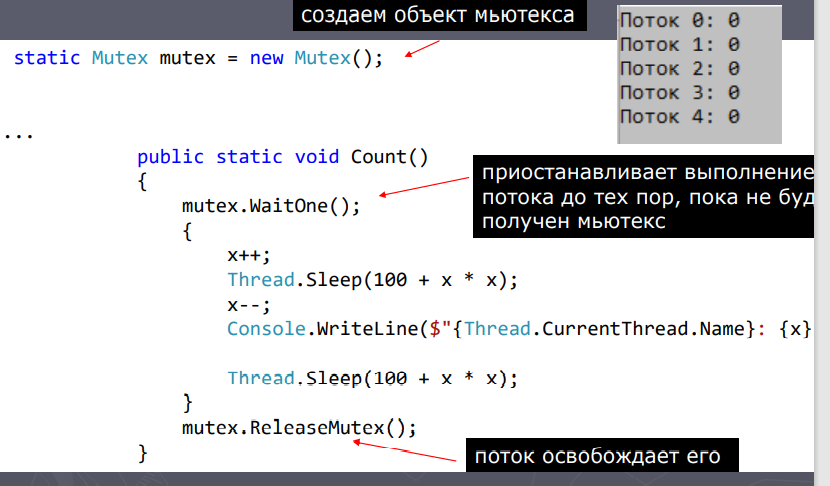 создаем объект мьютекса
static Mutex mutex = new Mutex();
Поток 0: 0
Поток 1: 0
Поток 2: 0
Поток 3: 0
Поток 4: 0
...
public static void Count()
{
приостанавливает выполнение
потока до тех пор, пока не буд
получен мьютекс
mutex.WaitOne();
{
x++;
Thread.Sleep(100 + x * x);
x--;
Console.WriteLine($"{Thread.CurrentThread.Name}: {x}
Thread.Sleep(100 + x * x);
}
mutex.ReleaseMutex();
}
поток освобождает его